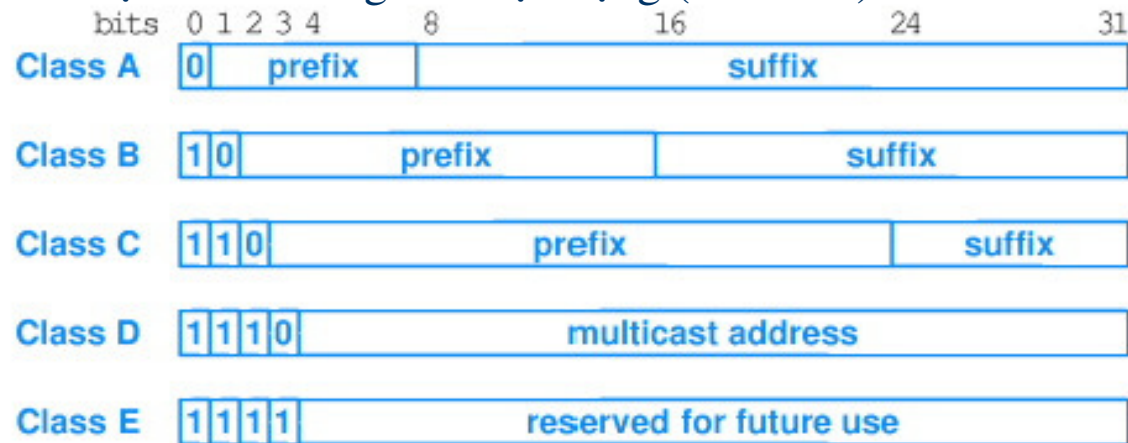 bits 0 1 2 3 4 8 16 24 31
Class A 0 prefix suffix
Class B 1 0 prefix suffix
Class C 1 1 0 prefix suffix
Class D 1 1 1 0 multicast address
Class E 1 1 1 1 reserved for future use